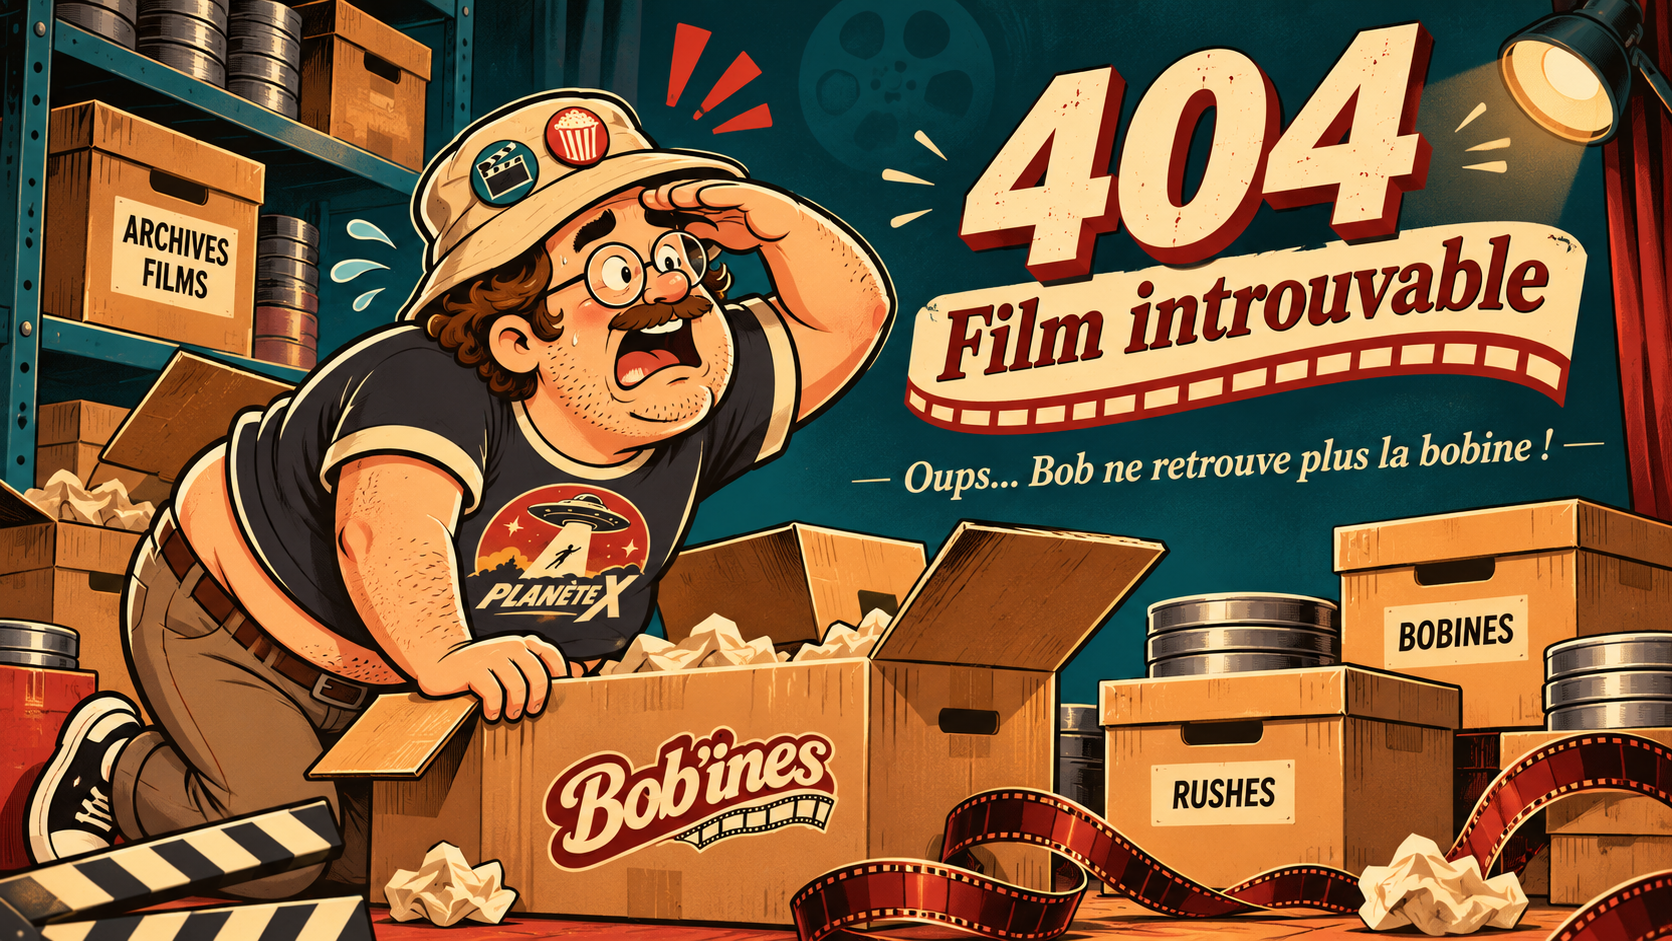 404
Film introuvable
— Oups... Bob ne retrouve plus la bobine ! —
ARCHIVES
FILMS
PLANÈTE X
Bob'ines
BOBINES
RUSHES